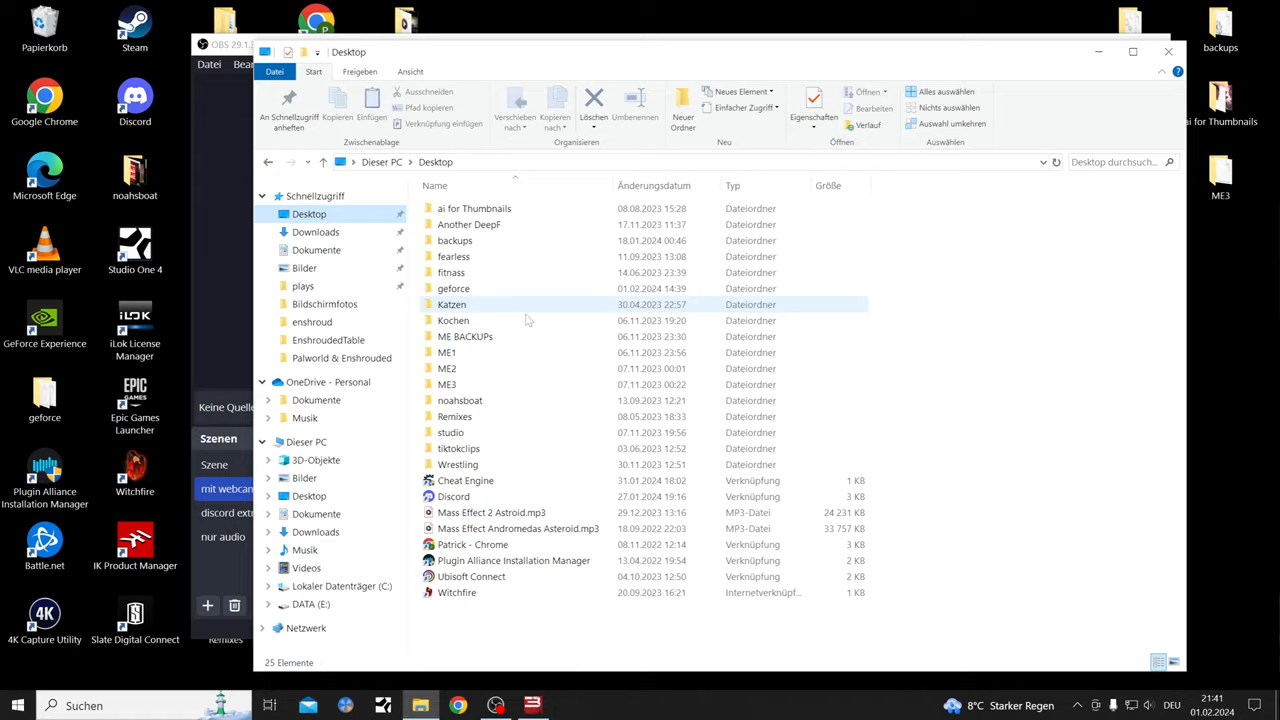 Papierkorb
Steam
backups
Google Chrome
Discord
ai for Thumbnails
Microsoft Edge
noahsboat
ME3
VLC media player
Studio One 4
GeForce Experience
iLok License
Manager
geforce
Epic Games
Launcher
Plugin Alliance
Installation Manager
Witchfire
Battle.net
IK Product Manager
4K Capture Utility
Slate Digital Connect
Remixes
OBS 29.1.3
Datei
Bear
Keine Quelle
Szenen
Szene
mit webcam
discord extr
nur audio
Desktop
Datei
Start
Freigeben
Ansicht
An Schnellzugriff
anheften
Kopieren
Einfügen
Ausschneiden
Pfad kopieren
Verknüpfung einfügen
Zwischenablage
Verschieben
nach
Kopieren
nach
Löschen
Umbenennen
Organisieren
Neuer
Ordner
Neues Element
Einfacher Zugriff
Neu
Eigenschaften
Öffnen
Bearbeiten
Verlauf
Öffnen
Alles auswählen
Nichts auswählen
Auswahl umkehren
Auswählen
Dieser PC
Desktop
Desktop durchsuch...
Schnellzugriff
Desktop
Downloads
Dokumente
Bilder
plays
Bildschirmfotos
enshroud
EnshroudedTable
Palworld & Enshrouded
OneDrive - Personal
Dokumente
Musik
Dieser PC
3D-Objekte
Bilder
Desktop
Dokumente
Downloads
Musik
Videos
Lokaler Datenträger (C:)
DATA (E:)
Netzwerk
Name Änderungsdatum Typ Größe
ai for Thumbnails 08.08.2023 15:28 Dateiordner
Another DeepF 17.11.2023 11:37 Dateiordner
backups 18.01.2024 00:46 Dateiordner
fearless 11.09.2023 13:08 Dateiordner
fitnass 14.06.2023 23:39 Dateiordner
geforce 01.02.2024 14:39 Dateiordner
Katzen 30.04.2023 22:57 Dateiordner
Kochen 06.11.2023 19:20 Dateiordner
ME BACKUPs 06.11.2023 23:30 Dateiordner
ME1 06.11.2023 23:56 Dateiordner
ME2 07.11.2023 00:01 Dateiordner
ME3 07.11.2023 00:22 Dateiordner
noahsboat 13.09.2023 12:21 Dateiordner
Remixes 08.05.2023 18:33 Dateiordner
studio 07.11.2023 19:56 Dateiordner
tiktokclips 03.06.2023 12:52 Dateiordner
Wrestling 30.11.2023 12:51 Dateiordner
Cheat Engine 31.01.2024 18:02 Verknüpfung 1 KB
Discord 27.01.2024 19:16 Verknüpfung 3 KB
Mass Effect 2 Astroid.mp3 29.12.2023 13:16 MP3-Datei 24 231 KB
Mass Effect Andromedas Asteroid.mp3 18.09.2022 22:03 MP3-Datei 33 757 KB
Patrick - Chrome 08.11.2022 12:14 Verknüpfung 3 KB
Plugin Alliance Installation Manager 13.04.2022 19:54 Verknüpfung 2 KB
Ubisoft Connect 04.10.2023 12:50 Verknüpfung 2 KB
Witchfire 20.09.2023 16:21 Internetverknüpf... 1 KB
25 Elemente
Suchen
8°C Starker Regen
DEU
21:41
01.02.2024